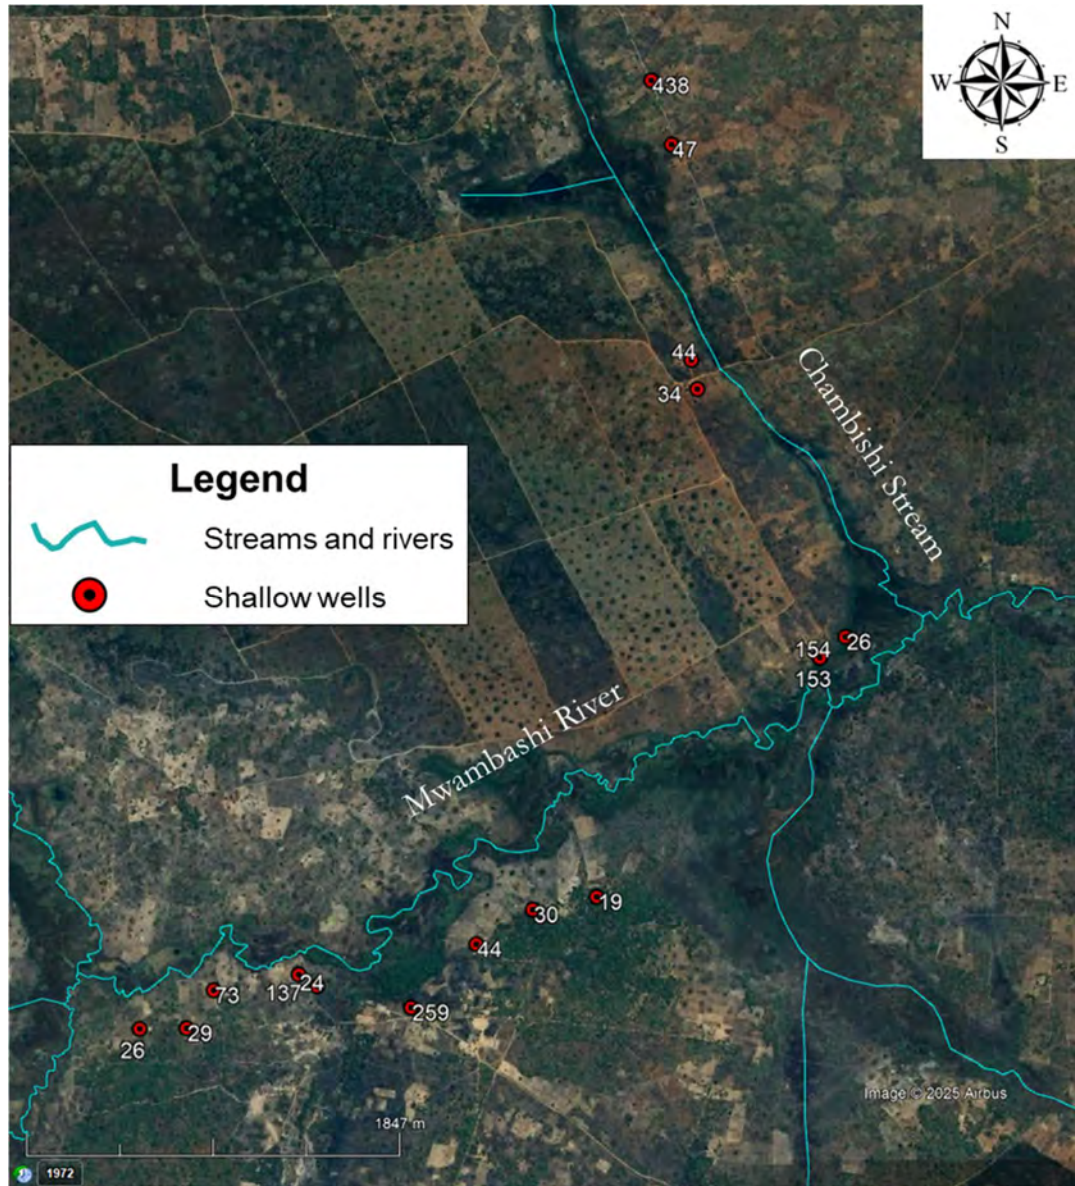 N
W E
S
438
47
44
34
Chambishi Stream
Legend
Streams and rivers
Shallow wells
154
26
153
Mwambashi River
19
30
44
73
137
24
259
26
29
1847 m
Image © 2025 Airbus
1972